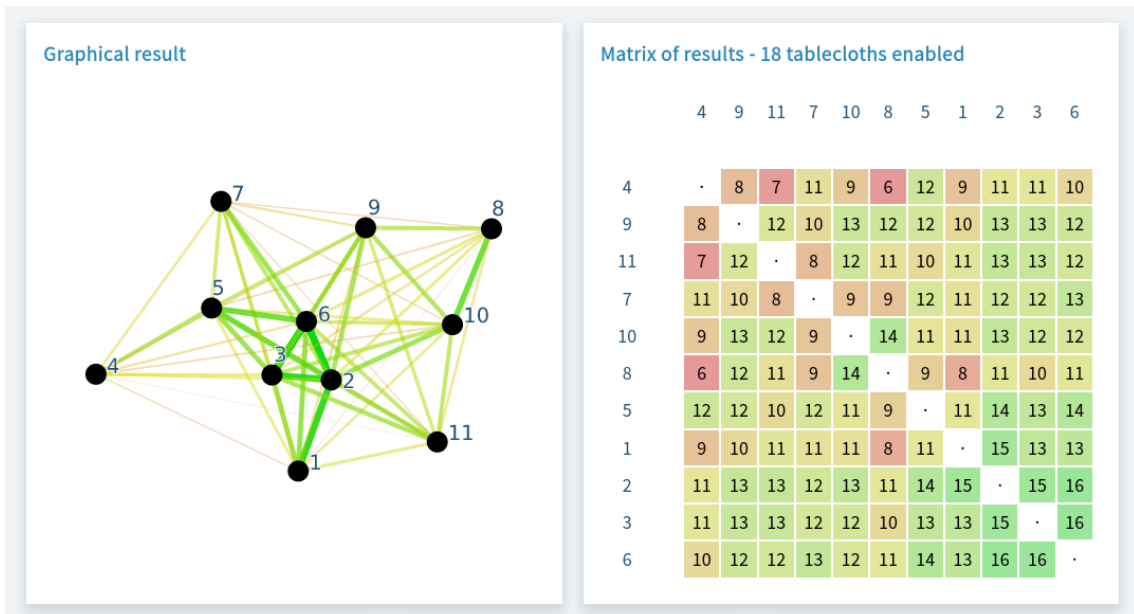 Graphical result
7
9
8
5
6
10
3
4
2
11
1
Matrix of results - 18 tablecloths enabled
4 9 11 7 10 8 5 1 2 3 6
4 · 8 7 11 9 6 12 9 11 11 10
9 8 · 12 10 13 12 12 10 13 13 12
11 7 12 · 8 12 11 10 11 13 13 12
7 11 10 8 · 9 9 12 11 12 12 13
10 9 13 12 9 · 14 11 11 13 12 12
8 6 12 11 9 14 · 9 8 11 10 11
5 12 12 10 12 11 9 · 11 14 13 14
1 9 10 11 11 11 8 11 · 15 13 13
2 11 13 13 12 13 11 14 15 · 15 16
3 11 13 13 12 12 10 13 13 15 · 16
6 10 12 12 13 12 11 14 13 16 16 ·